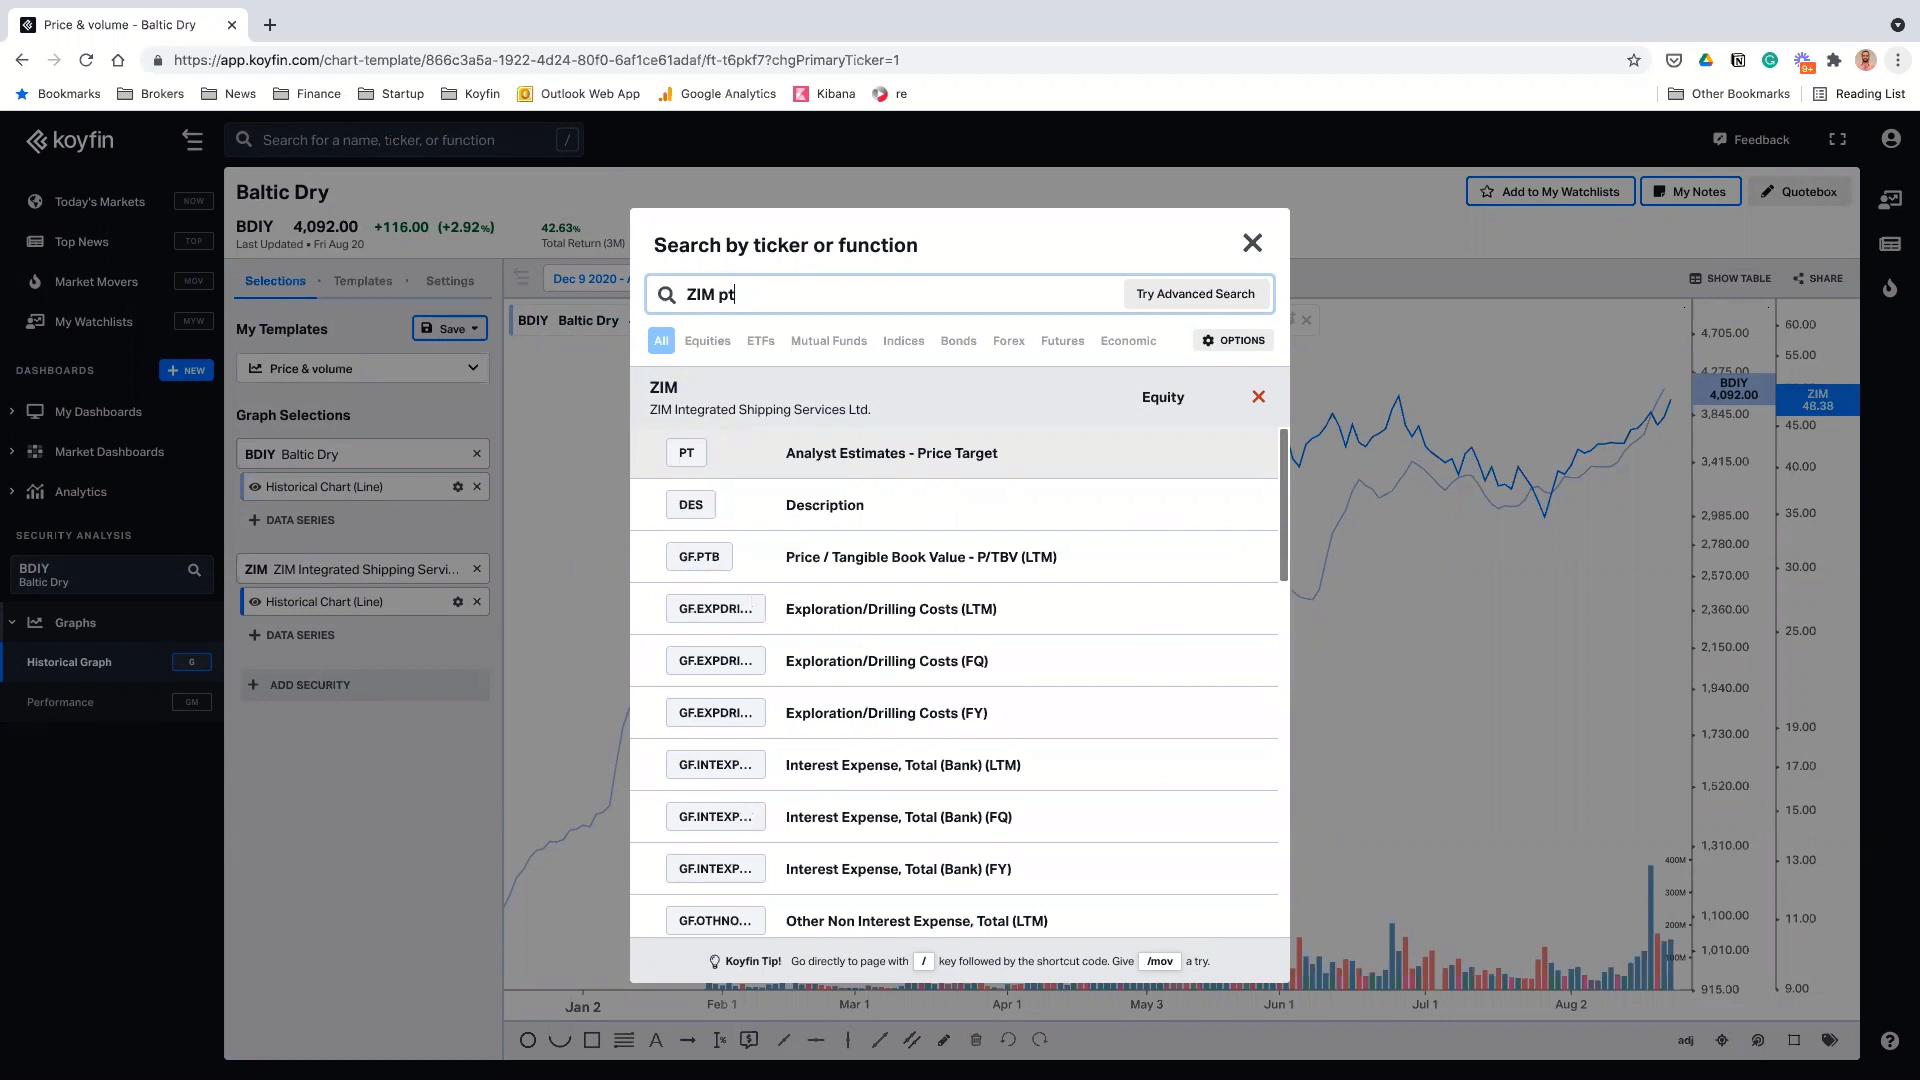 Price & volume - Baltic Dry
https://app.koyfin.com/chart-template/866c3a5a-1922-4d24-80f0-6af1ce61adaf/ft-t6pkf7?chgPrimaryTicker=1
9+
Bookmarks Brokers News Finance Startup Koyfin Outlook Web App Google Analytics Kibana re Other Bookmarks Reading List
koyfin
Search for a name, ticker, or function /
Feedback
Today's Markets NOW
Top News TOP
Market Movers MOV
My Watchlists MYW
DASHBOARDS + NEW
My Dashboards
Market Dashboards
Analytics
SECURITY ANALYSIS
BDIY
Baltic Dry
Graphs
Historical Graph G
Performance GM
Baltic Dry
BDIY 4,092.00 +116.00 (+2.92%)
Last Updated • Fri Aug 20
42.63%
Total Return (3M)
Add to My Watchlists My Notes Quotebox
Selections Templates Settings
Dec 9 2020 -
SHOW TABLE SHARE
My Templates Save
Price & volume
Graph Selections
BDIY Baltic Dry
Historical Chart (Line)
+ DATA SERIES
ZIM ZIM Integrated Shipping Servi...
Historical Chart (Line)
+ DATA SERIES
+ ADD SECURITY
BDIY Baltic Dry
Search by ticker or function
ZIM pt
Try Advanced Search
All Equities ETFs Mutual Funds Indices Bonds Forex Futures Economic OPTIONS
ZIM
ZIM Integrated Shipping Services Ltd.
Equity
PT Analyst Estimates - Price Target
DES Description
GF.PTB Price / Tangible Book Value - P/TBV (LTM)
GF.EXPDRI... Exploration/Drilling Costs (LTM)
GF.EXPDRI... Exploration/Drilling Costs (FQ)
GF.EXPDRI... Exploration/Drilling Costs (FY)
GF.INTEXP... Interest Expense, Total (Bank) (LTM)
GF.INTEXP... Interest Expense, Total (Bank) (FQ)
GF.INTEXP... Interest Expense, Total (Bank) (FY)
GF.OTHNO... Other Non Interest Expense, Total (LTM)
Koyfin Tip! Go directly to page with / key followed by the shortcut code. Give /mov a try.
4,705.00
4,275.00
BDIY
4,092.00
3,845.00
3,415.00
2,985.00
2,780.00
2,570.00
2,360.00
2,150.00
1,940.00
1,730.00
1,520.00
1,310.00
1,100.00
1,010.00
915.00
400M
300M
200M
100M
60.00
55.00
ZIM
48.38
45.00
40.00
35.00
30.00
25.00
19.00
17.00
15.00
13.00
11.00
9.00
Jan 2 Feb 1 Mar 1 Apr 1 May 3 Jun 1 Jul 1 Aug 2
adj